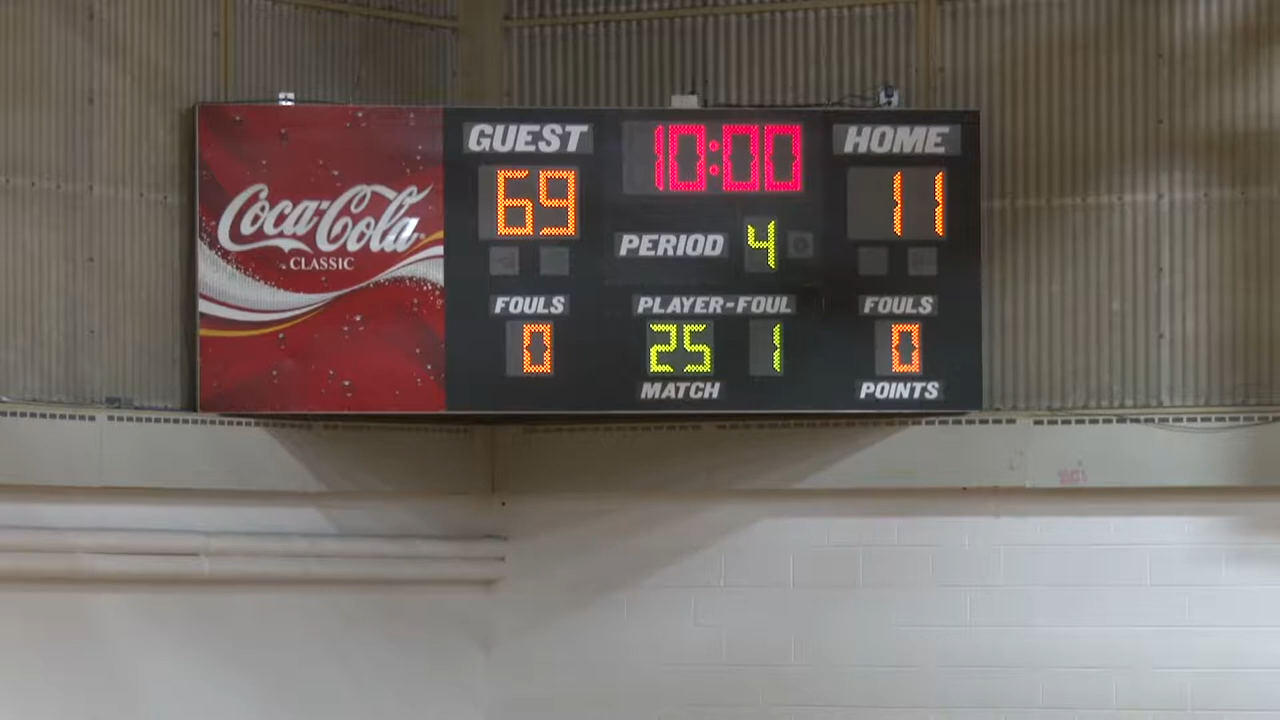 Coca-Cola
CLASSIC
GUEST
10:00
HOME
69
11
PERIOD 4
FOULS
PLAYER-FOUL
FOULS
0
25 1
0
MATCH
POINTS